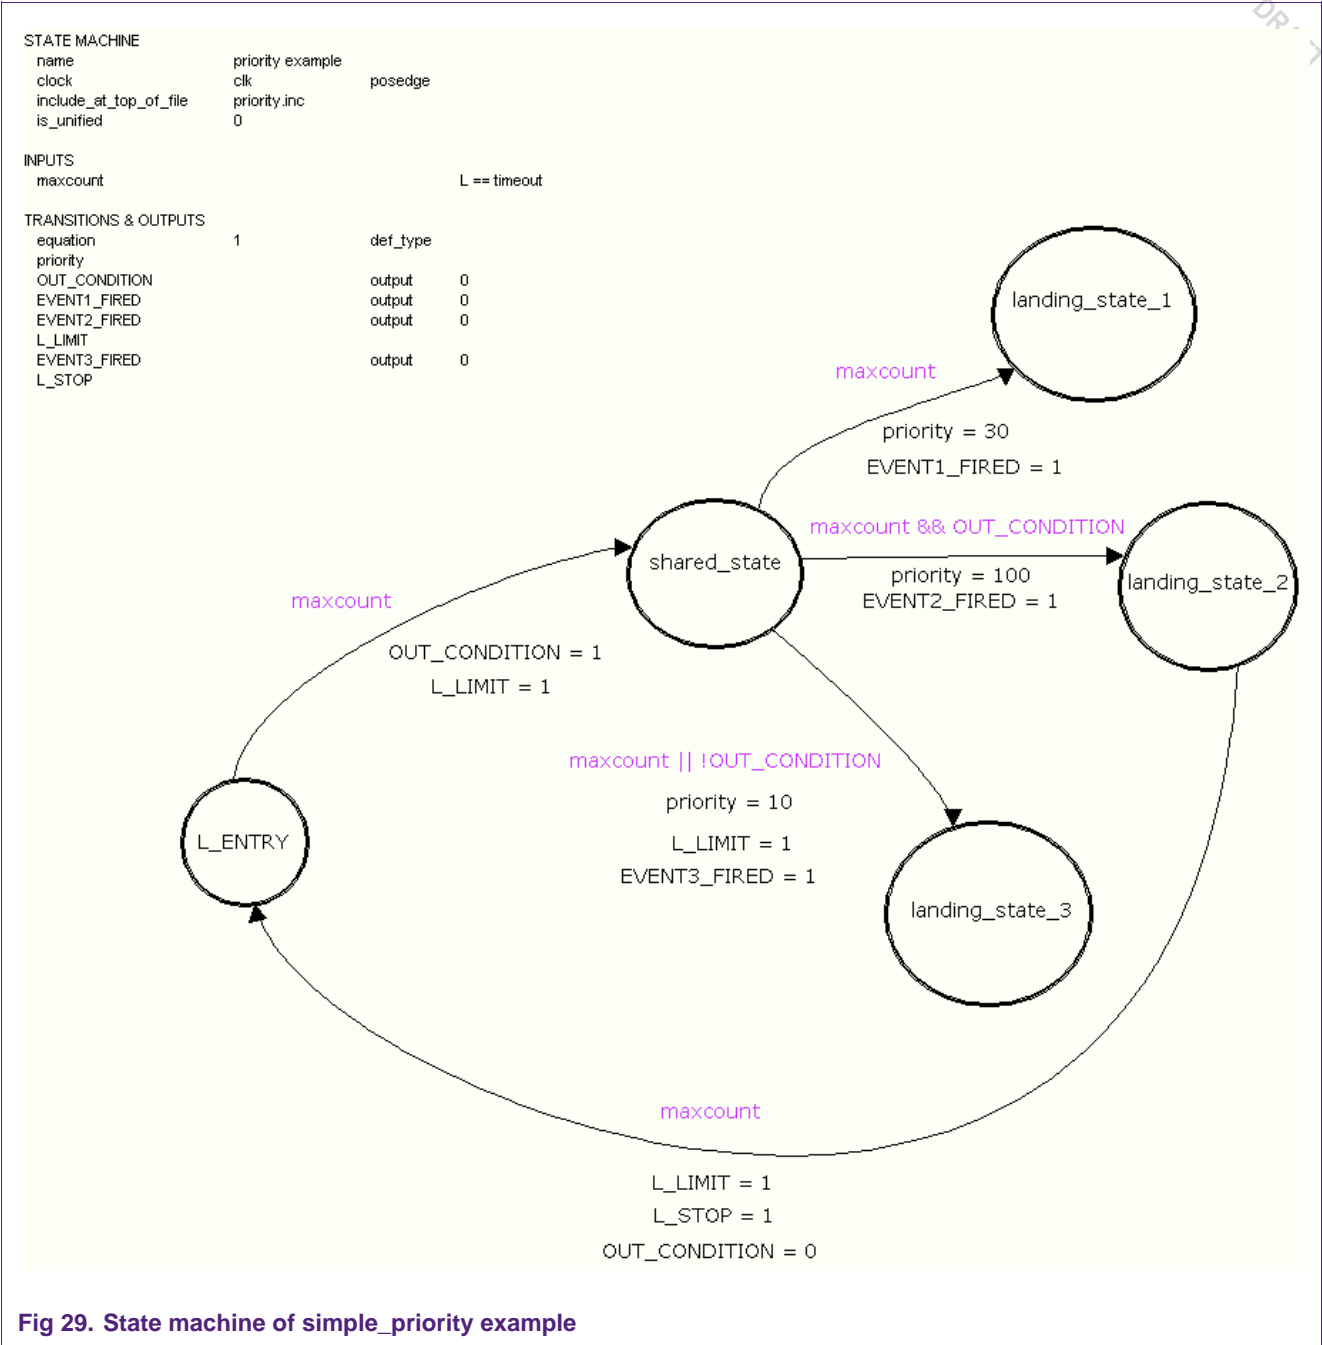 DRAFT
STATE MACHINE
name priority example
clock clk posedge
include_at_top_of_file priority.inc
is_unified 0
INPUTS
maxcount L == timeout
TRANSITIONS & OUTPUTS
equation 1 def_type
priority
OUT_CONDITION output 0
EVENT1_FIRED output 0
EVENT2_FIRED output 0
L_LIMIT
EVENT3_FIRED output 0
L_STOP
landing_state_1
maxcount
priority = 30
EVENT1_FIRED = 1
maxcount && OUT_CONDITION
shared_state
priority = 100
EVENT2_FIRED = 1
landing_state_2
maxcount
OUT_CONDITION = 1
L_LIMIT = 1
maxcount || !OUT_CONDITION
priority = 10
L_LIMIT = 1
EVENT3_FIRED = 1
L_ENTRY
landing_state_3
maxcount
L_LIMIT = 1
L_STOP = 1
OUT_CONDITION = 0
Fig 29. State machine of simple_priority example